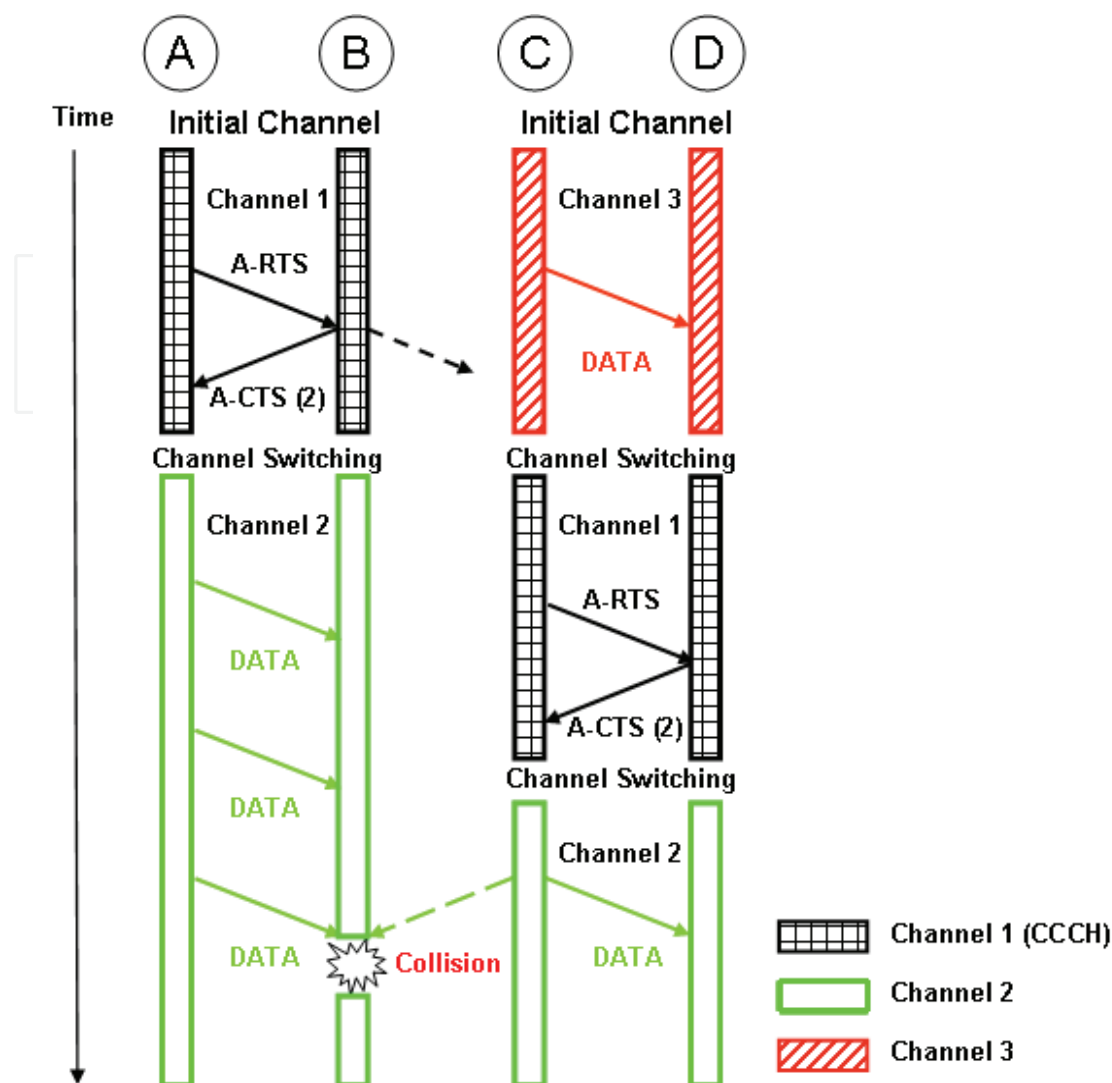 A B C D
Time
Initial Channel Initial Channel
Channel 1 Channel 3
A-RTS
DATA
A-CTS (2)
Channel Switching Channel Switching
Channel 2 Channel 1
A-RTS
DATA
A-CTS (2)
Channel Switching
DATA
Channel 2
DATA Collision DATA
Channel 1 (CCCH)
Channel 2
Channel 3